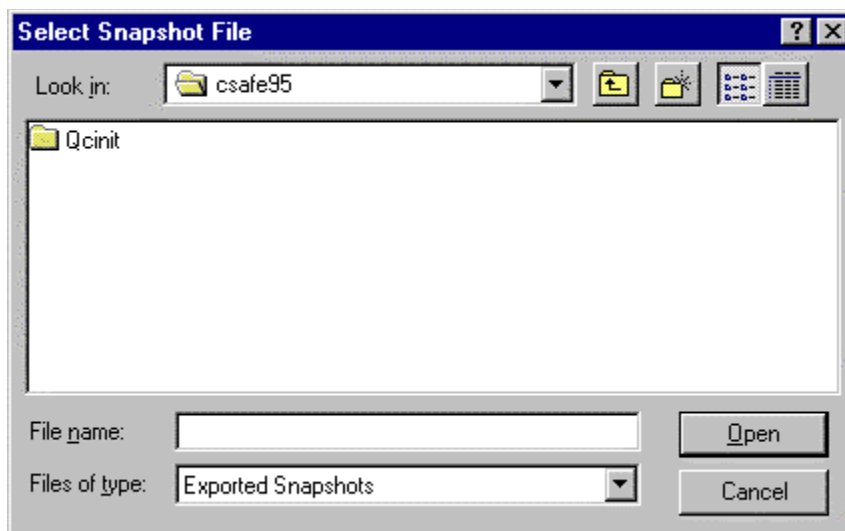 Select Snapshot File
Look in: csafe95
Qcinit
File name: Open
Files of type: Exported Snapshots Cancel